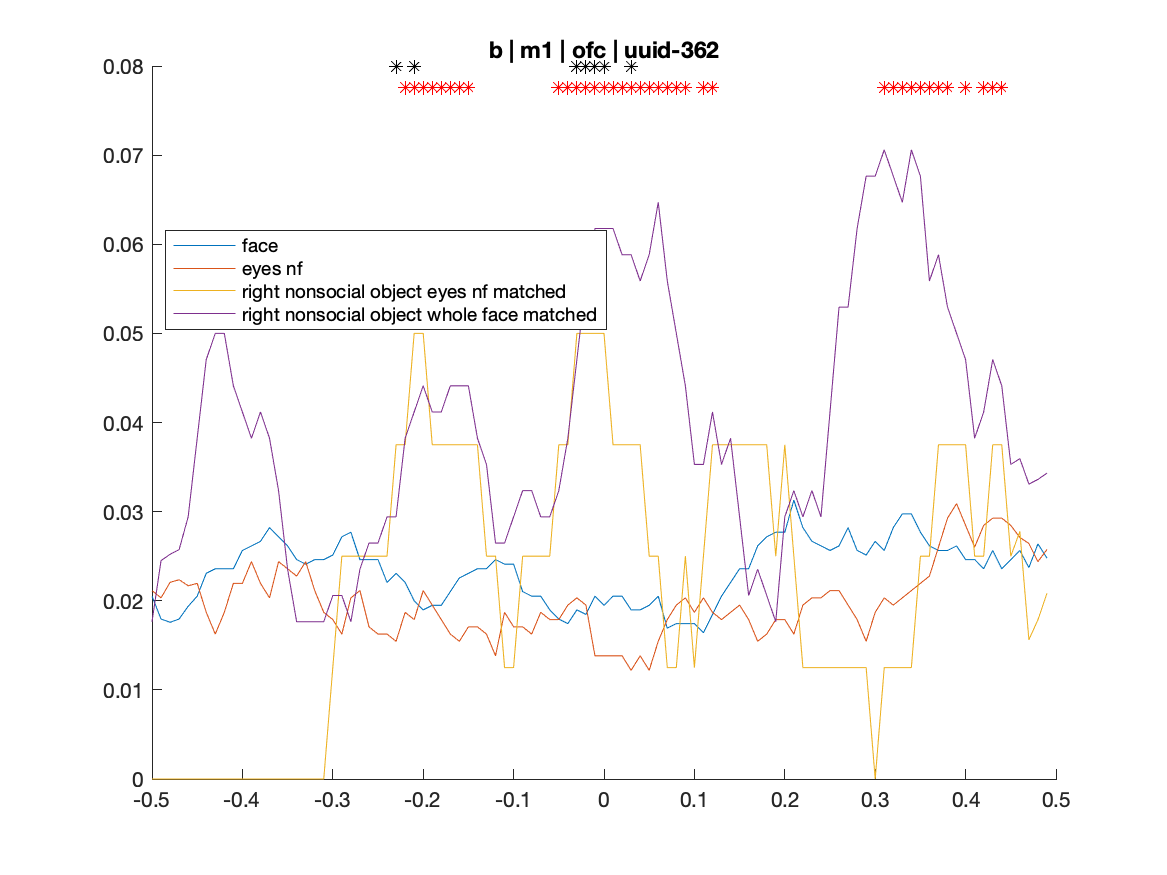 b | m1 | ofc | uuid-362
0.08
0.07
0.06
0.05
0.04
0.03
0.02
0.01
0
face
eyes nf
right nonsocial object eyes nf matched
right nonsocial object whole face matched
-0.5 -0.4 -0.3 -0.2 -0.1 0 0.1 0.2 0.3 0.4 0.5